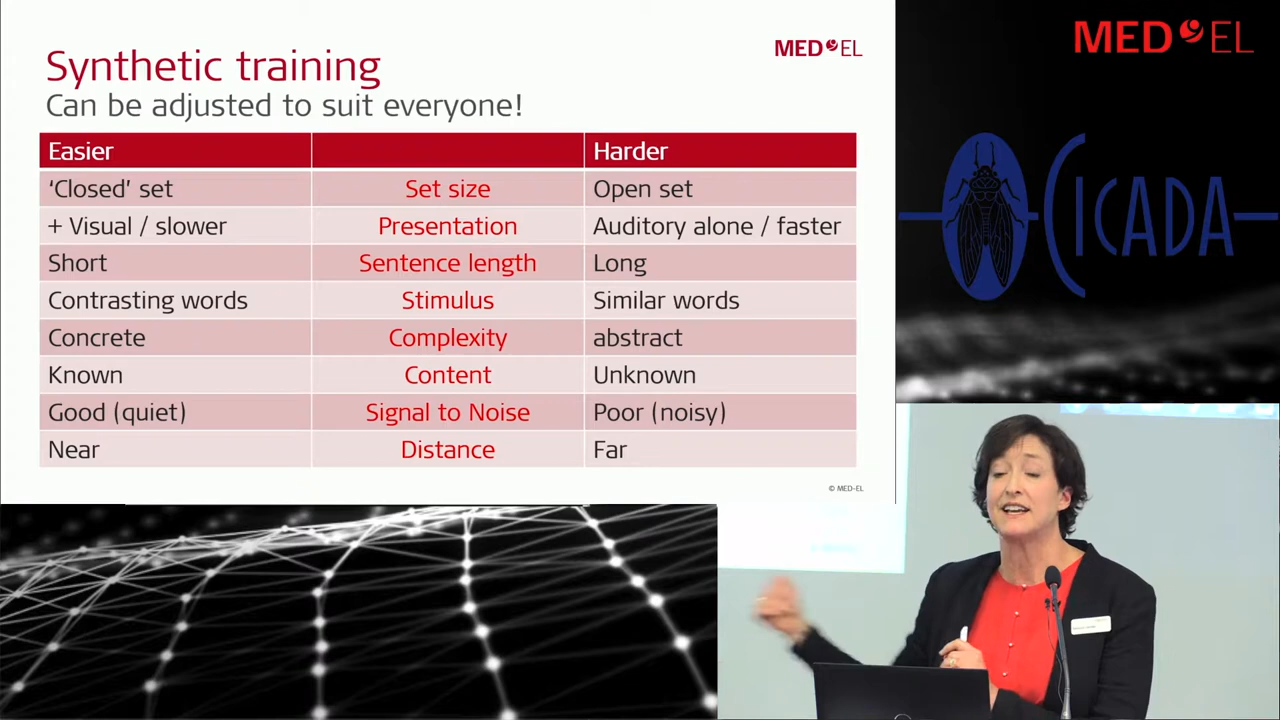 Synthetic training
MED EL
Can be adjusted to suit everyone!
Easier Harder
‘Closed’ set Set size Open set
+ Visual / slower Presentation Auditory alone / faster
Short Sentence length Long
Contrasting words Stimulus Similar words
Concrete Complexity abstract
Known Content Unknown
Good (quiet) Signal to Noise Poor (noisy)
Near Distance Far
© MED-EL
MED EL
CICADA